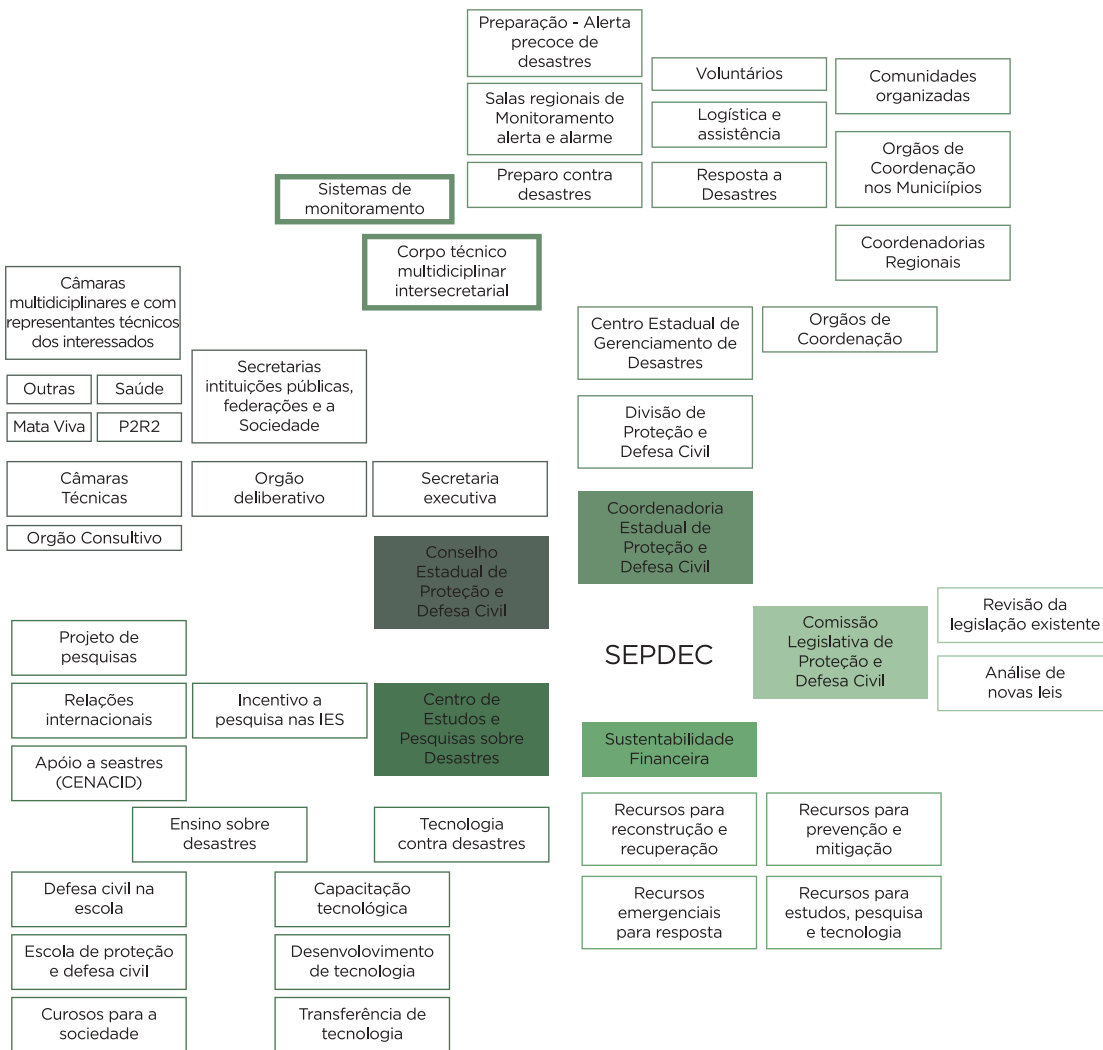 Preparação - Alerta
precoce de
desastres
Voluntários
Comunidades
organizadas
Salas regionais de
Monitoramento
alerta e alarme
Logística e
assistência
Orgãos de
Coordenação
nos Municiípios
Preparo contra
desastres
Resposta a
Desastres
Sistemas de
monitoramento
Corpo técnico
multidiciplinar
intersecretarial
Coordenadorias
Regionais
Câmaras
multidiciplinares e com
representantes técnicos
dos interessados
Centro Estadual de
Gerenciamento de
Desastres
Orgãos de
Coordenação
Secretarias
intituições públicas,
federações e a
Sociedade
Outras
Saúde
Mata Viva
P2R2
Divisão de
Proteção e
Defesa Civil
Câmaras
Técnicas
Orgão
deliberativo
Secretaria
executiva
Orgão Consultivo
Coordenadoria
Estadual de
Proteção e
Defesa Civil
Conselho
Estadual de
Proteção e
Defesa Civil
Comissão
Legislativa de
Proteção e
Defesa Civil
Revisão da
legislação existente
Análise de
novas leis
SEPDEC
Projeto de
pesquisas
Relações
internacionais
Incentivo a
pesquisa nas IES
Centro de
Estudos e
Pesquisas sobre
Desastres
Apóio a seastres
(CENACID)
Sustentabilidade
Financeira
Ensino sobre
desastres
Tecnologia
contra desastres
Recursos para
reconstrução e
recuperação
Recursos para
prevenção e
mitigação
Defesa civil na
escola
Capacitação
tecnológica
Recursos
emergenciais
para resposta
Recursos para
estudos, pesquisa
e tecnologia
Escola de proteção
e defesa civil
Desenvolovimento
de tecnologia
Curosos para a
sociedade
Transferência de
tecnologia